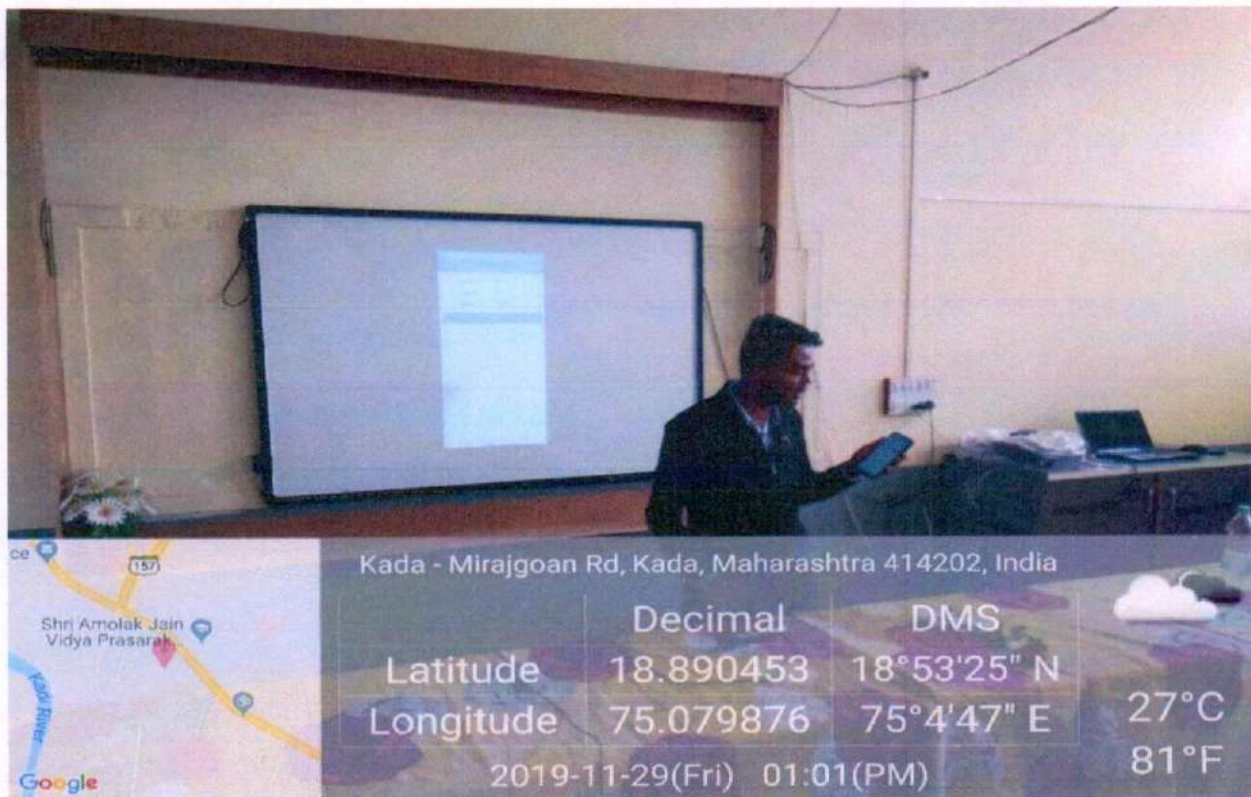 Kada - Mirajgoan Rd, Kada, Maharashtra 414202, India
Decimal DMS
Latitude 18.890453 18°53'25" N
Longitude 75.079876 75°4'47" E
2019-11-29(Fri) 01:01(PM)
27°C
81°F
ce
157
Shri Amolak Jain
Vidya Prasarak...
Kadi River
Google